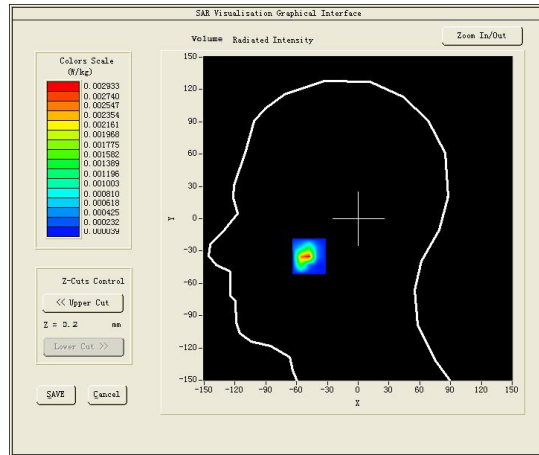 SAR Visualisation Graphical Interface
Volume Radiated Intensity
Zoom In/Out
Colors Scale
(W/kg)
0.002933
0.002740
0.002547
0.002354
0.002161
0.001968
0.001775
0.001582
0.001389
0.001196
0.001003
0.000810
0.000618
0.000425
0.000232
0.000039
Z-Cuts Control
<< Upper Cut
Z = 0.2 mm
Lower Cut >>
SAVE Cancel
150
120
90
60
30
0
-30
-60
-90
-120
-150
Y
-150 -120 -90 -60 -30 0 30 60 90 120 150
X